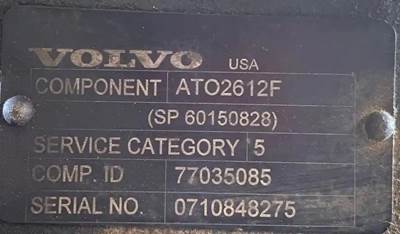 VOLVO USA
COMPONENT ATO2612F
(SP 60150828)
SERVICE CATEGORY 5
COMP. ID 77035085
SERIAL NO. 0710848275